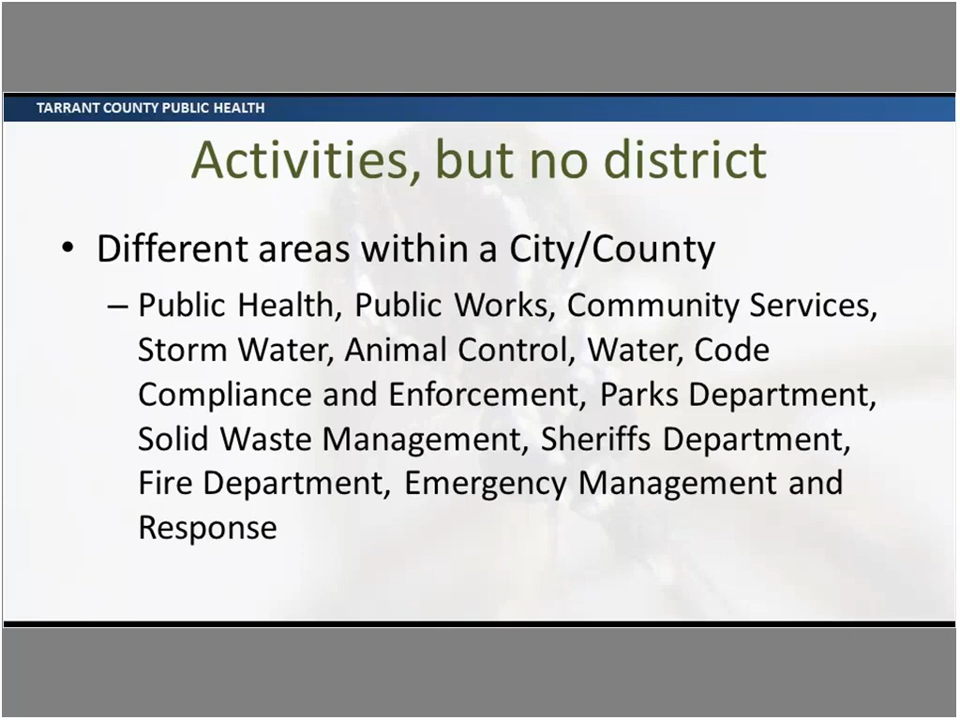 TARRANT COUNTY PUBLIC HEALTH
Activities, but no district
• Different areas within a City/County
– Public Health, Public Works, Community Services,
Storm Water, Animal Control, Water, Code
Compliance and Enforcement, Parks Department,
Solid Waste Management, Sheriffs Department,
Fire Department, Emergency Management and
Response